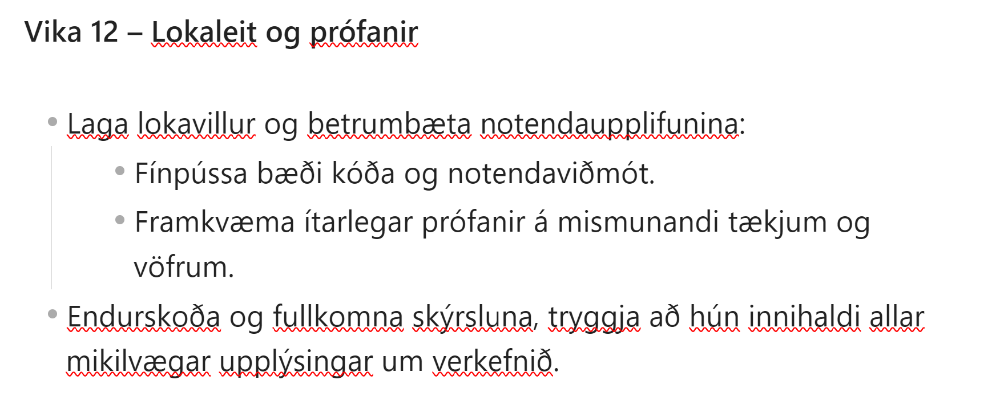 Vika 12 – Lokaleit og prófanir
Laga lokavillur og betrumbæta notendaupplifunina:
Fínpússa bæði kóða og notendaviðmót.
Framkvæma ítarlegar prófanir á mismunandi tækjum og
vöfrum.
Endurskoða og fullkomna skýrsluna, tryggja að hún innihaldi allar
mikilvægar upplýsingar um verkefnið.